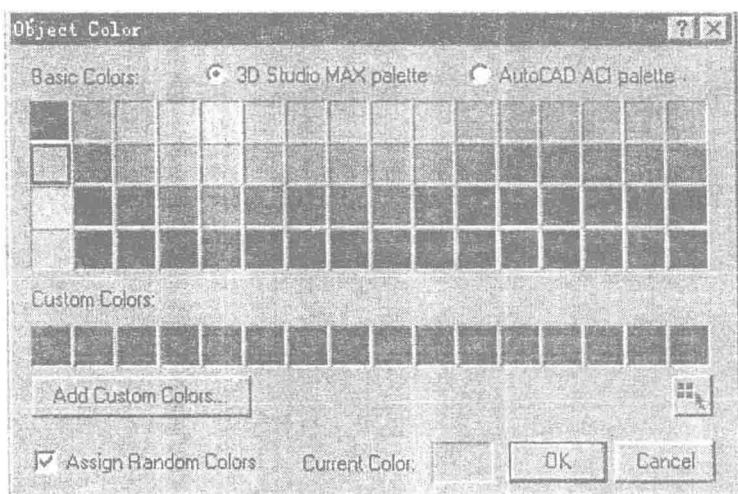 Object Color
Basic Colors: 3D Studio MAX palette AutoCAD ACI palette
Custom Colors:
Add Custom Colors...
Assign Random Colors Current Color: OK Cancel